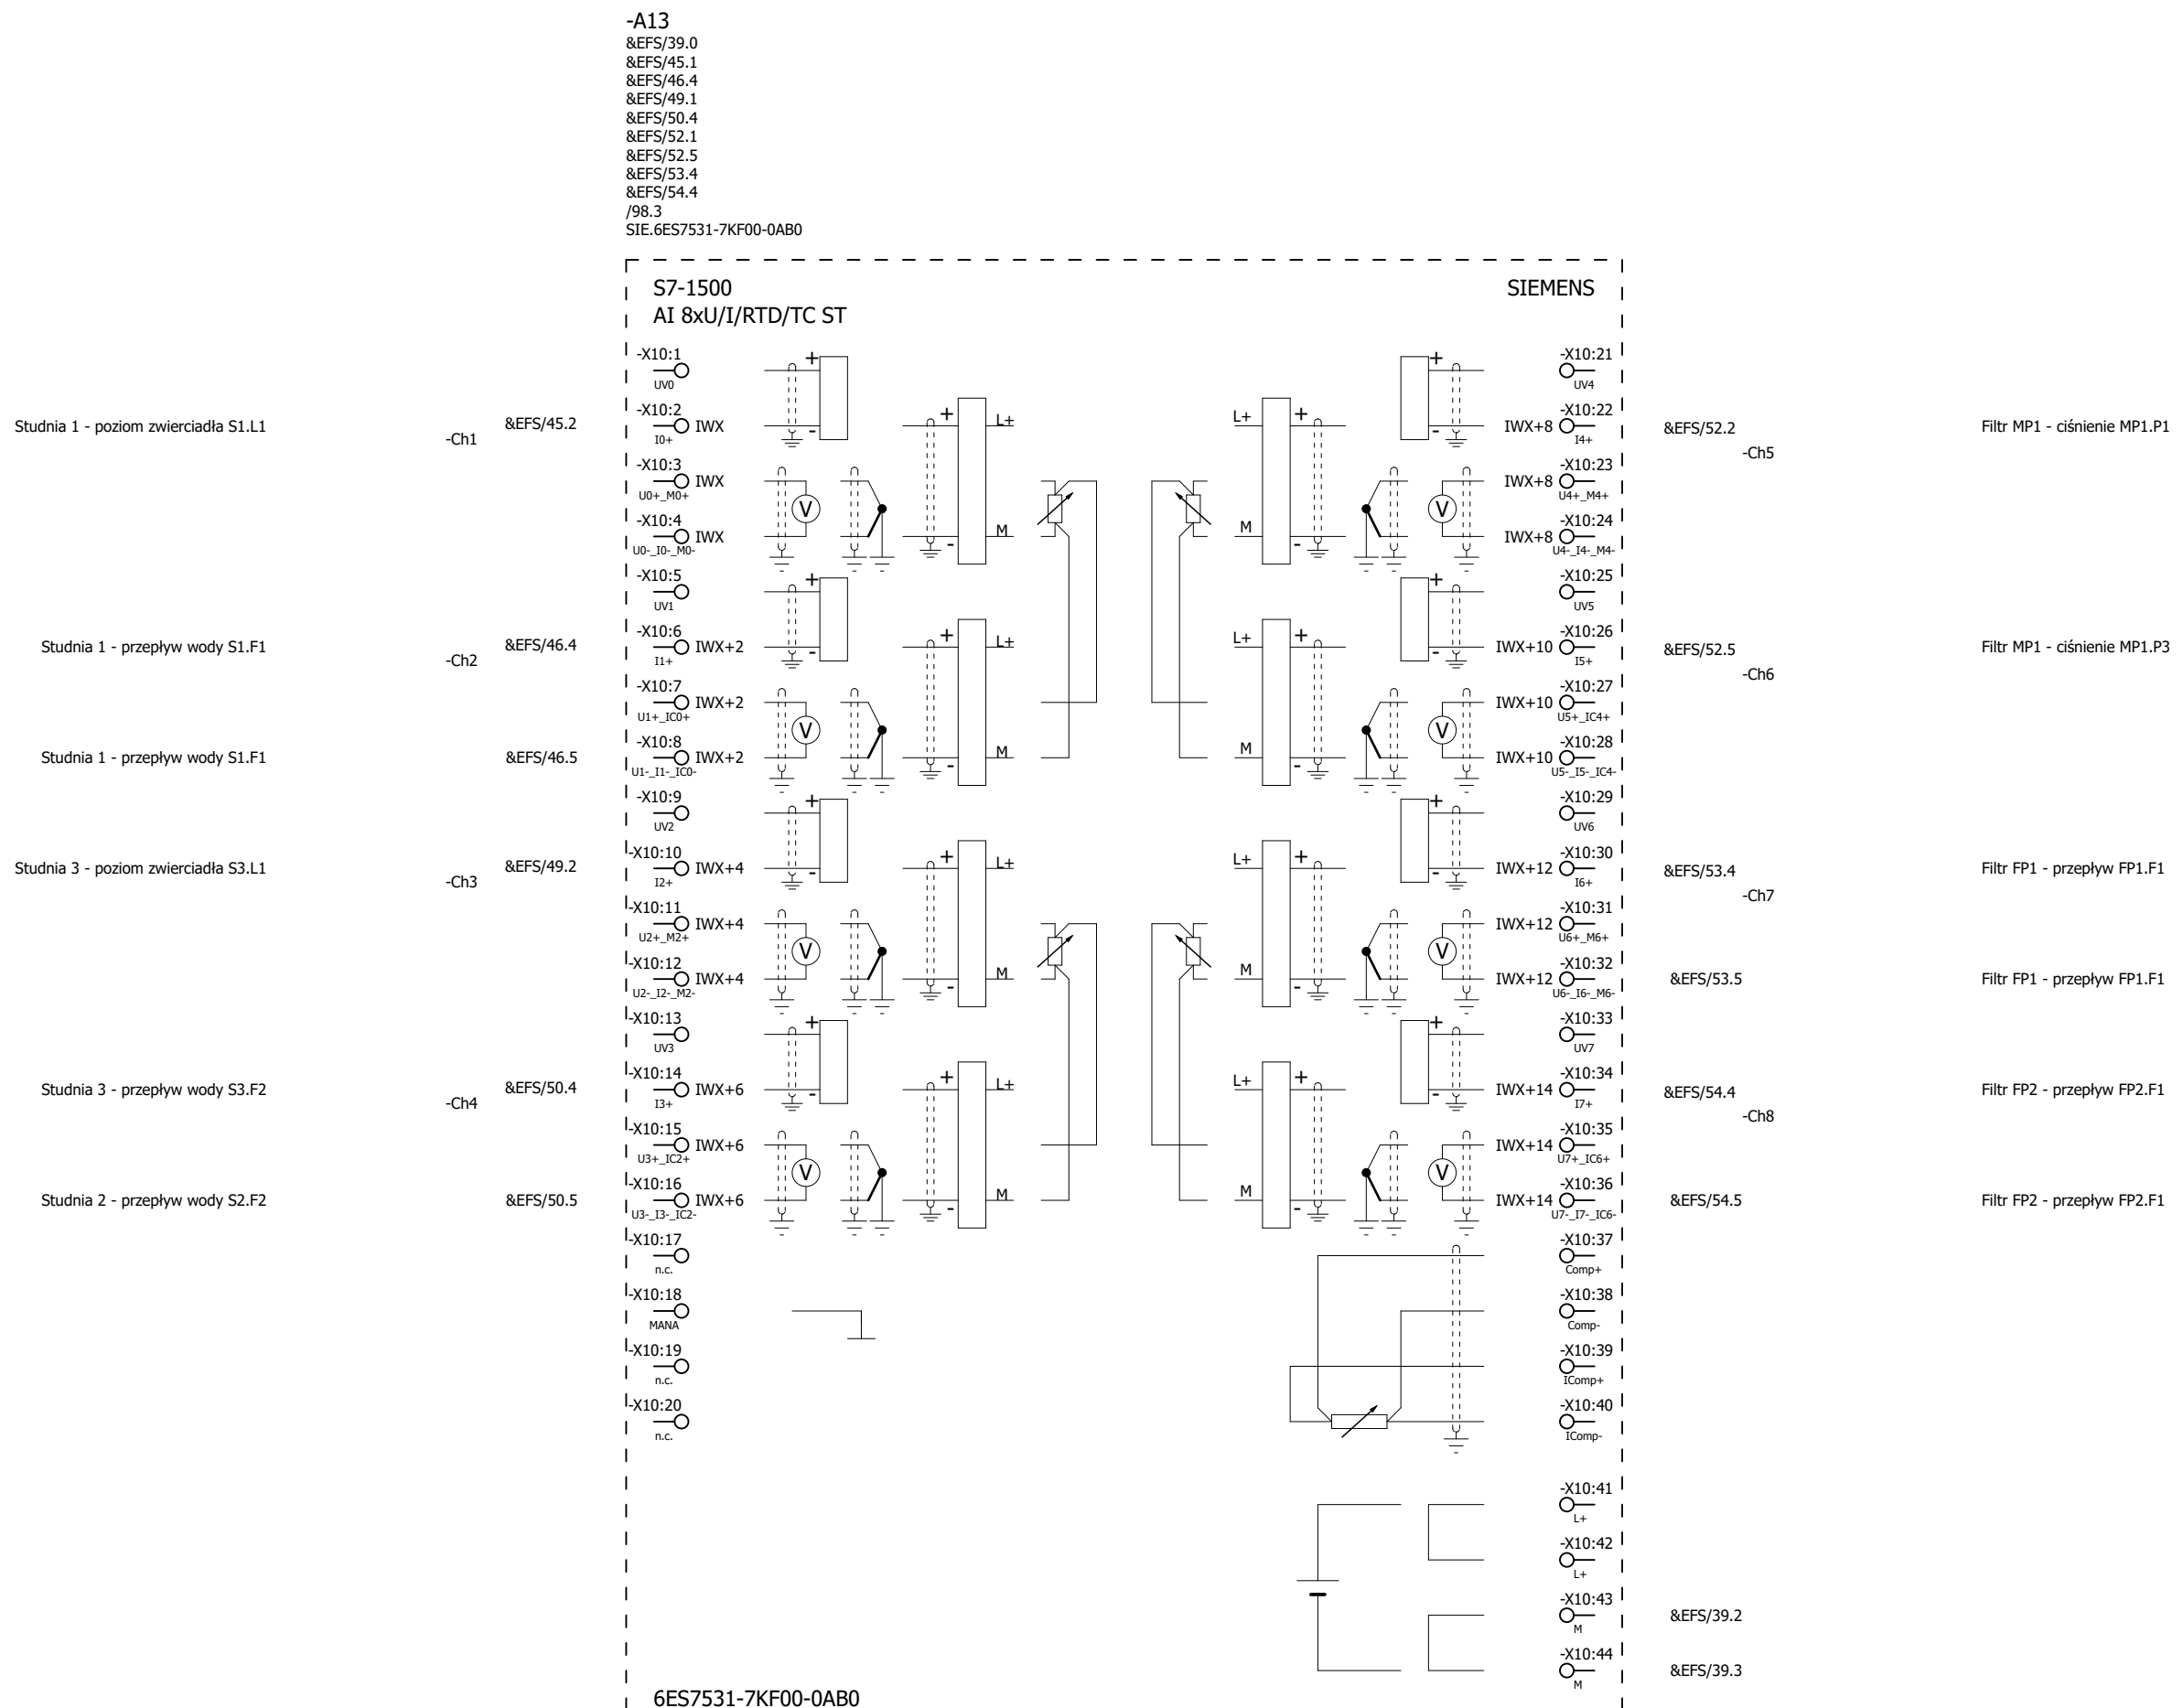 -A13
&EFS/39.0
&EFS/45.1
&EFS/46.4
&EFS/49.1
&EFS/50.4
&EFS/52.1
&EFS/52.5
&EFS/53.4
&EFS/54.4
/98.3
SIE.6ES7531-7KF00-0AB0
S7-1500 SIEMENS
AI 8xU/I/RTD/TC ST
-X10:1 + + -X10:21
UV0 UV4
Studnia 1 - poziom zwierciadła S1.L1 -Ch1 &EFS/45.2 -X10:2 IWX - + L+ L+ + - IWX+8 -X10:22 &EFS/52.2 -Ch5 Filtr MP1 - ciśnienie MP1.P1
I0+ I4+
-X10:3 IWX IWX+8 -X10:23
U0+_M0+ V V U4+_M4+
-X10:4 IWX - M M - IWX+8 -X10:24
U0-_I0-_M0- U4-_I4-_M4-
-X10:5 + + -X10:25
UV1 UV5
Studnia 1 - przepływ wody S1.F1 -Ch2 &EFS/46.4 -X10:6 IWX+2 - + L+ L+ + - IWX+10 -X10:26 &EFS/52.5 -Ch6 Filtr MP1 - ciśnienie MP1.P3
I1+ I5+
-X10:7 IWX+2 IWX+10 -X10:27
U1+_IC0+ V V U5+_IC4+
Studnia 1 - przepływ wody S1.F1 &EFS/46.5 -X10:8 IWX+2 - M M - IWX+10 -X10:28
U1-_I1-_IC0- U5-_I5-_IC4-
-X10:9 + + -X10:29
UV2 UV6
Studnia 3 - poziom zwierciadła S3.L1 -Ch3 &EFS/49.2 -X10:10 IWX+4 - + L+ L+ + - IWX+12 -X10:30 &EFS/53.4 -Ch7 Filtr FP1 - przepływ FP1.F1
I2+ I6+
-X10:11 IWX+4 IWX+12 -X10:31
U2+_M2+ V V U6+_M6+
-X10:12 IWX+4 - M M - IWX+12 -X10:32 &EFS/53.5 Filtr FP1 - przepływ FP1.F1
U2-_I2-_M2- U6-_I6-_M6-
-X10:13 + + -X10:33
UV3 UV7
Studnia 3 - przepływ wody S3.F2 -Ch4 &EFS/50.4 -X10:14 IWX+6 - + L+ L+ + - IWX+14 -X10:34 &EFS/54.4 -Ch8 Filtr FP2 - przepływ FP2.F1
I3+ I7+
-X10:15 IWX+6 IWX+14 -X10:35
U3+_IC2+ V V U7+_IC6+
Studnia 2 - przepływ wody S2.F2 &EFS/50.5 -X10:16 IWX+6 - M M - IWX+14 -X10:36 &EFS/54.5 Filtr FP2 - przepływ FP2.F1
U3-_I3-_IC2- U7-_I7-_IC6-
-X10:17 -X10:37
n.c. Comp+
-X10:18 -X10:38
MANA Comp-
-X10:19 -X10:39
n.c. IComp+
-X10:20 -X10:40
n.c. IComp-
-X10:41
L+
-X10:42
L+
-X10:43 &EFS/39.2
M
-X10:44 &EFS/39.3
M
6ES7531-7KF00-0AB0